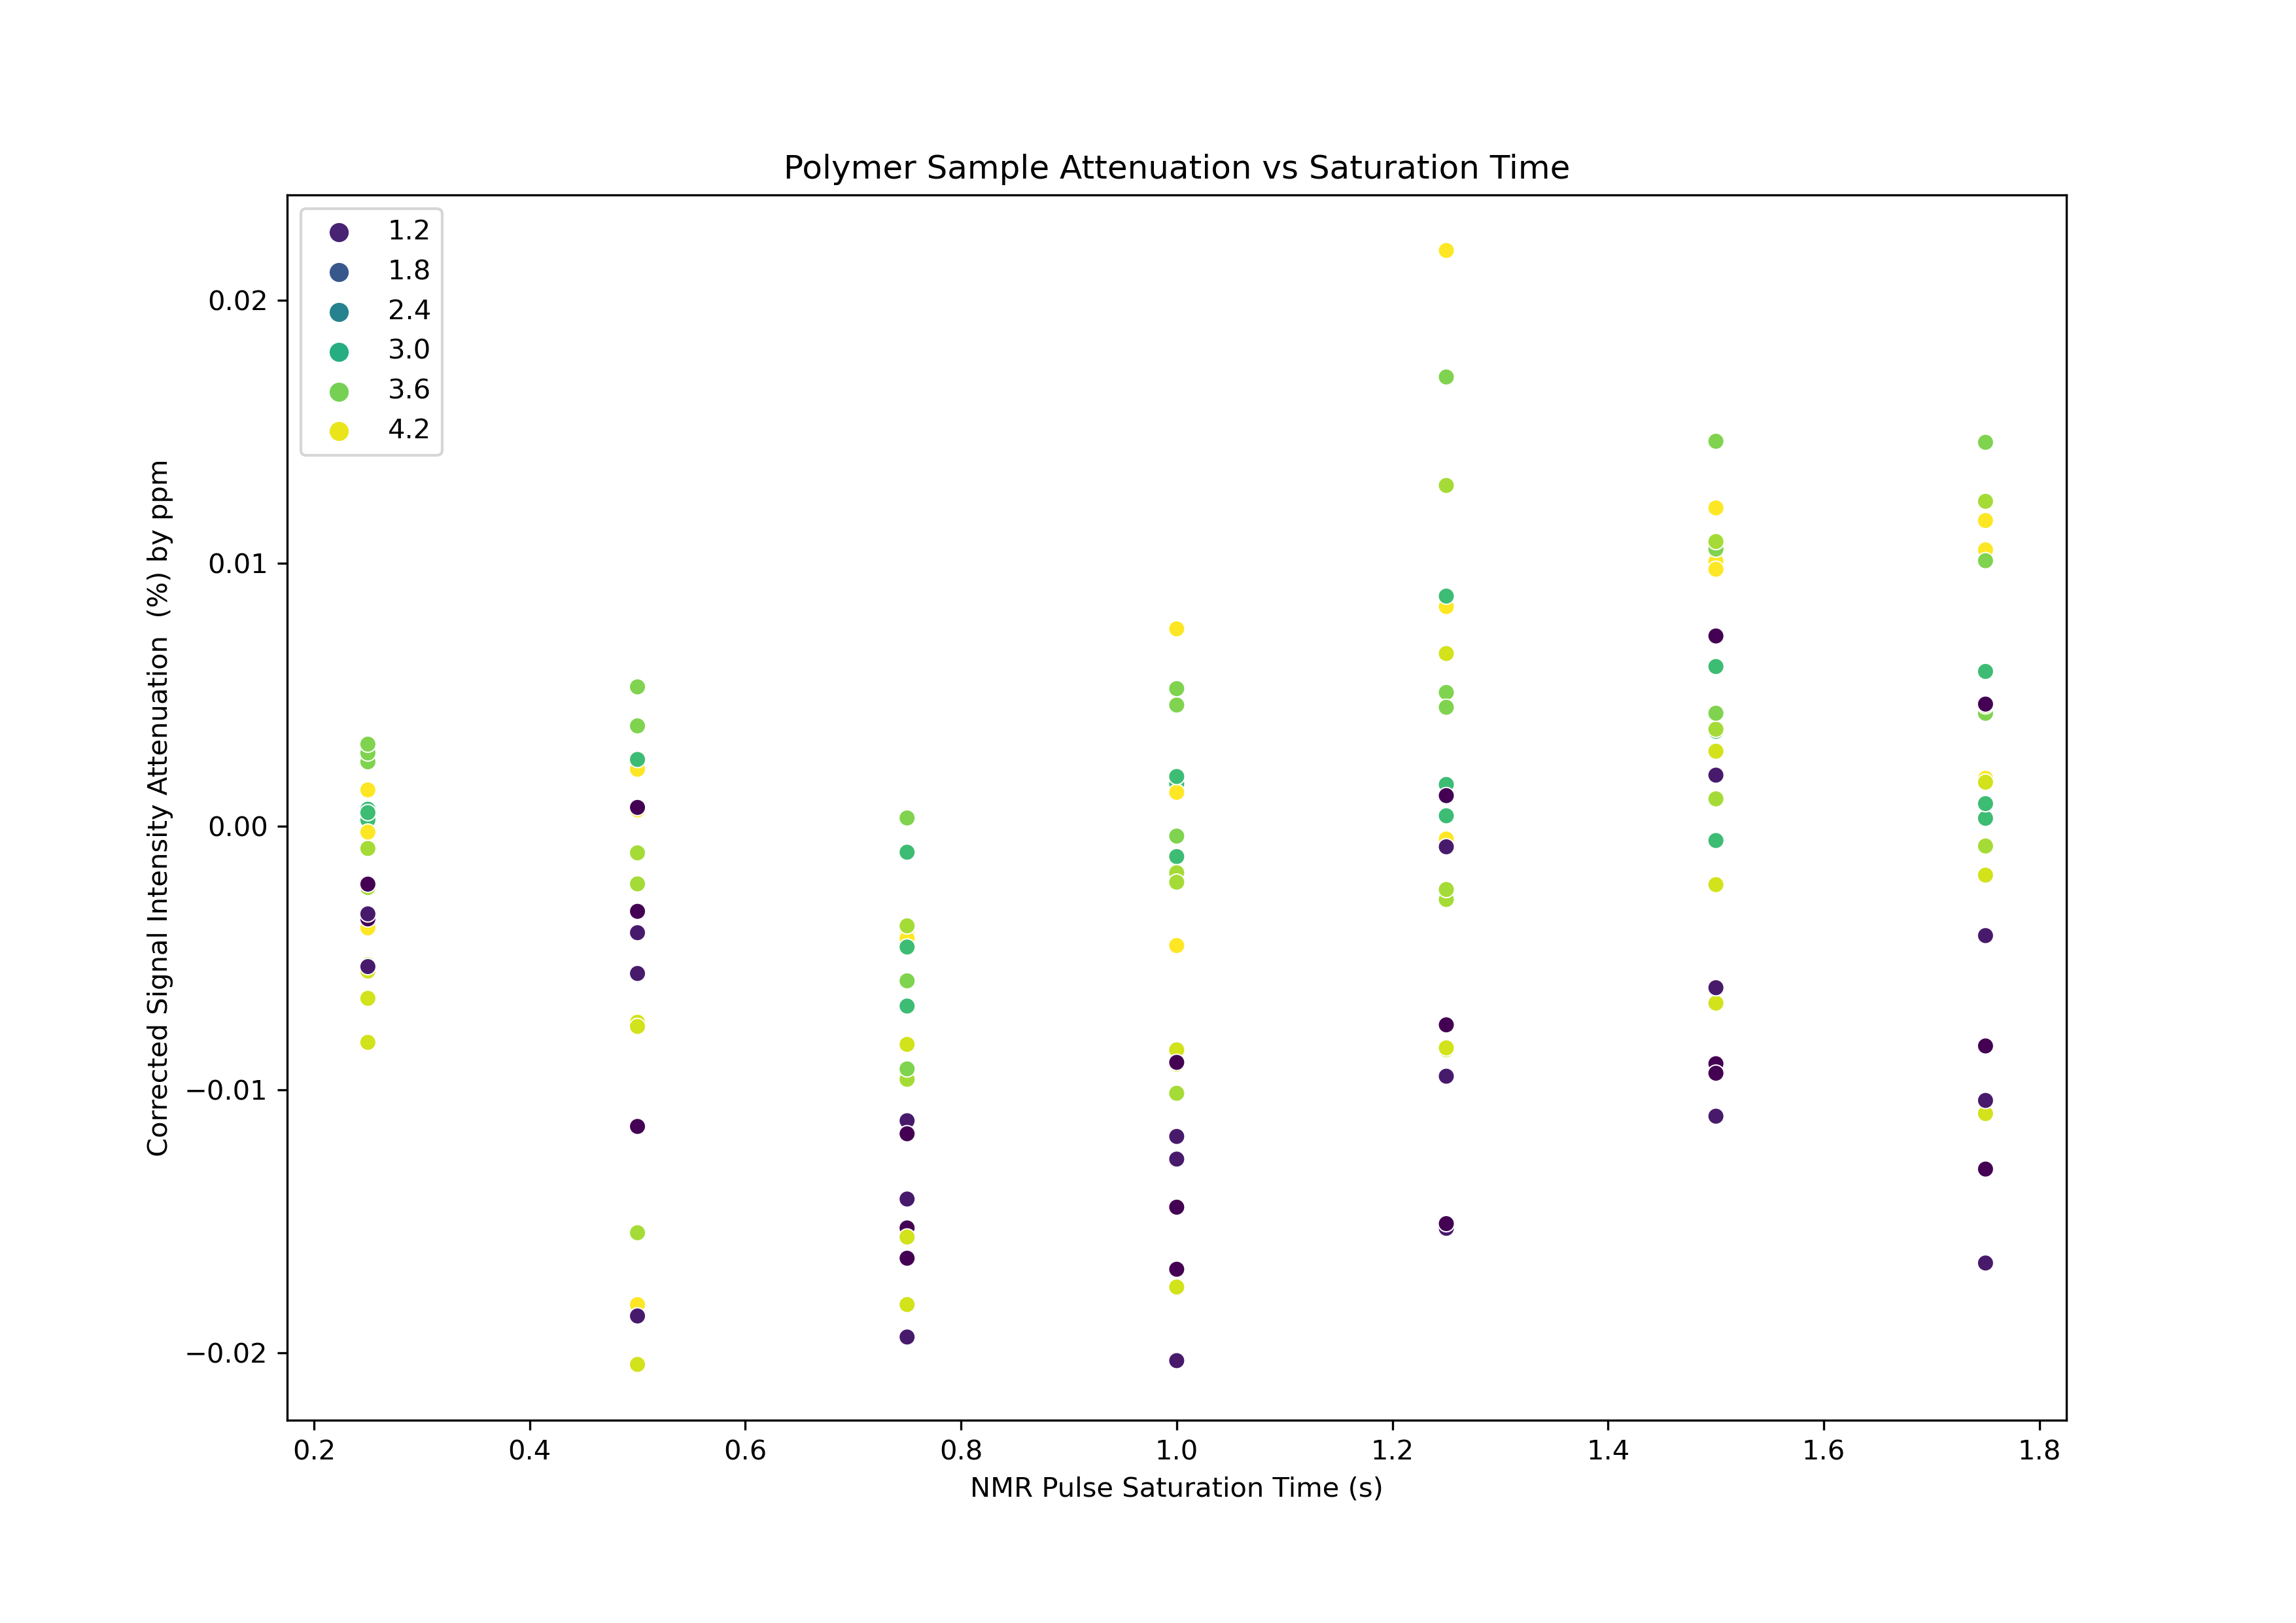 Polymer Sample Attenuation vs Saturation Time
1.2
1.8
2.4
3.0
3.6
4.2
0.02
0.01
0.00
−0.01
−0.02
Corrected Signal Intensity Attenuation  (%) by ppm
0.2 0.4 0.6 0.8 1.0 1.2 1.4 1.6 1.8
NMR Pulse Saturation Time (s)